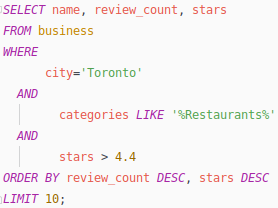 SELECT name, review_count, stars
FROM business
WHERE
city='Toronto'
AND
categories LIKE '%Restaurants%'
AND
stars > 4.4
ORDER BY review_count DESC, stars DESC
LIMIT 10;